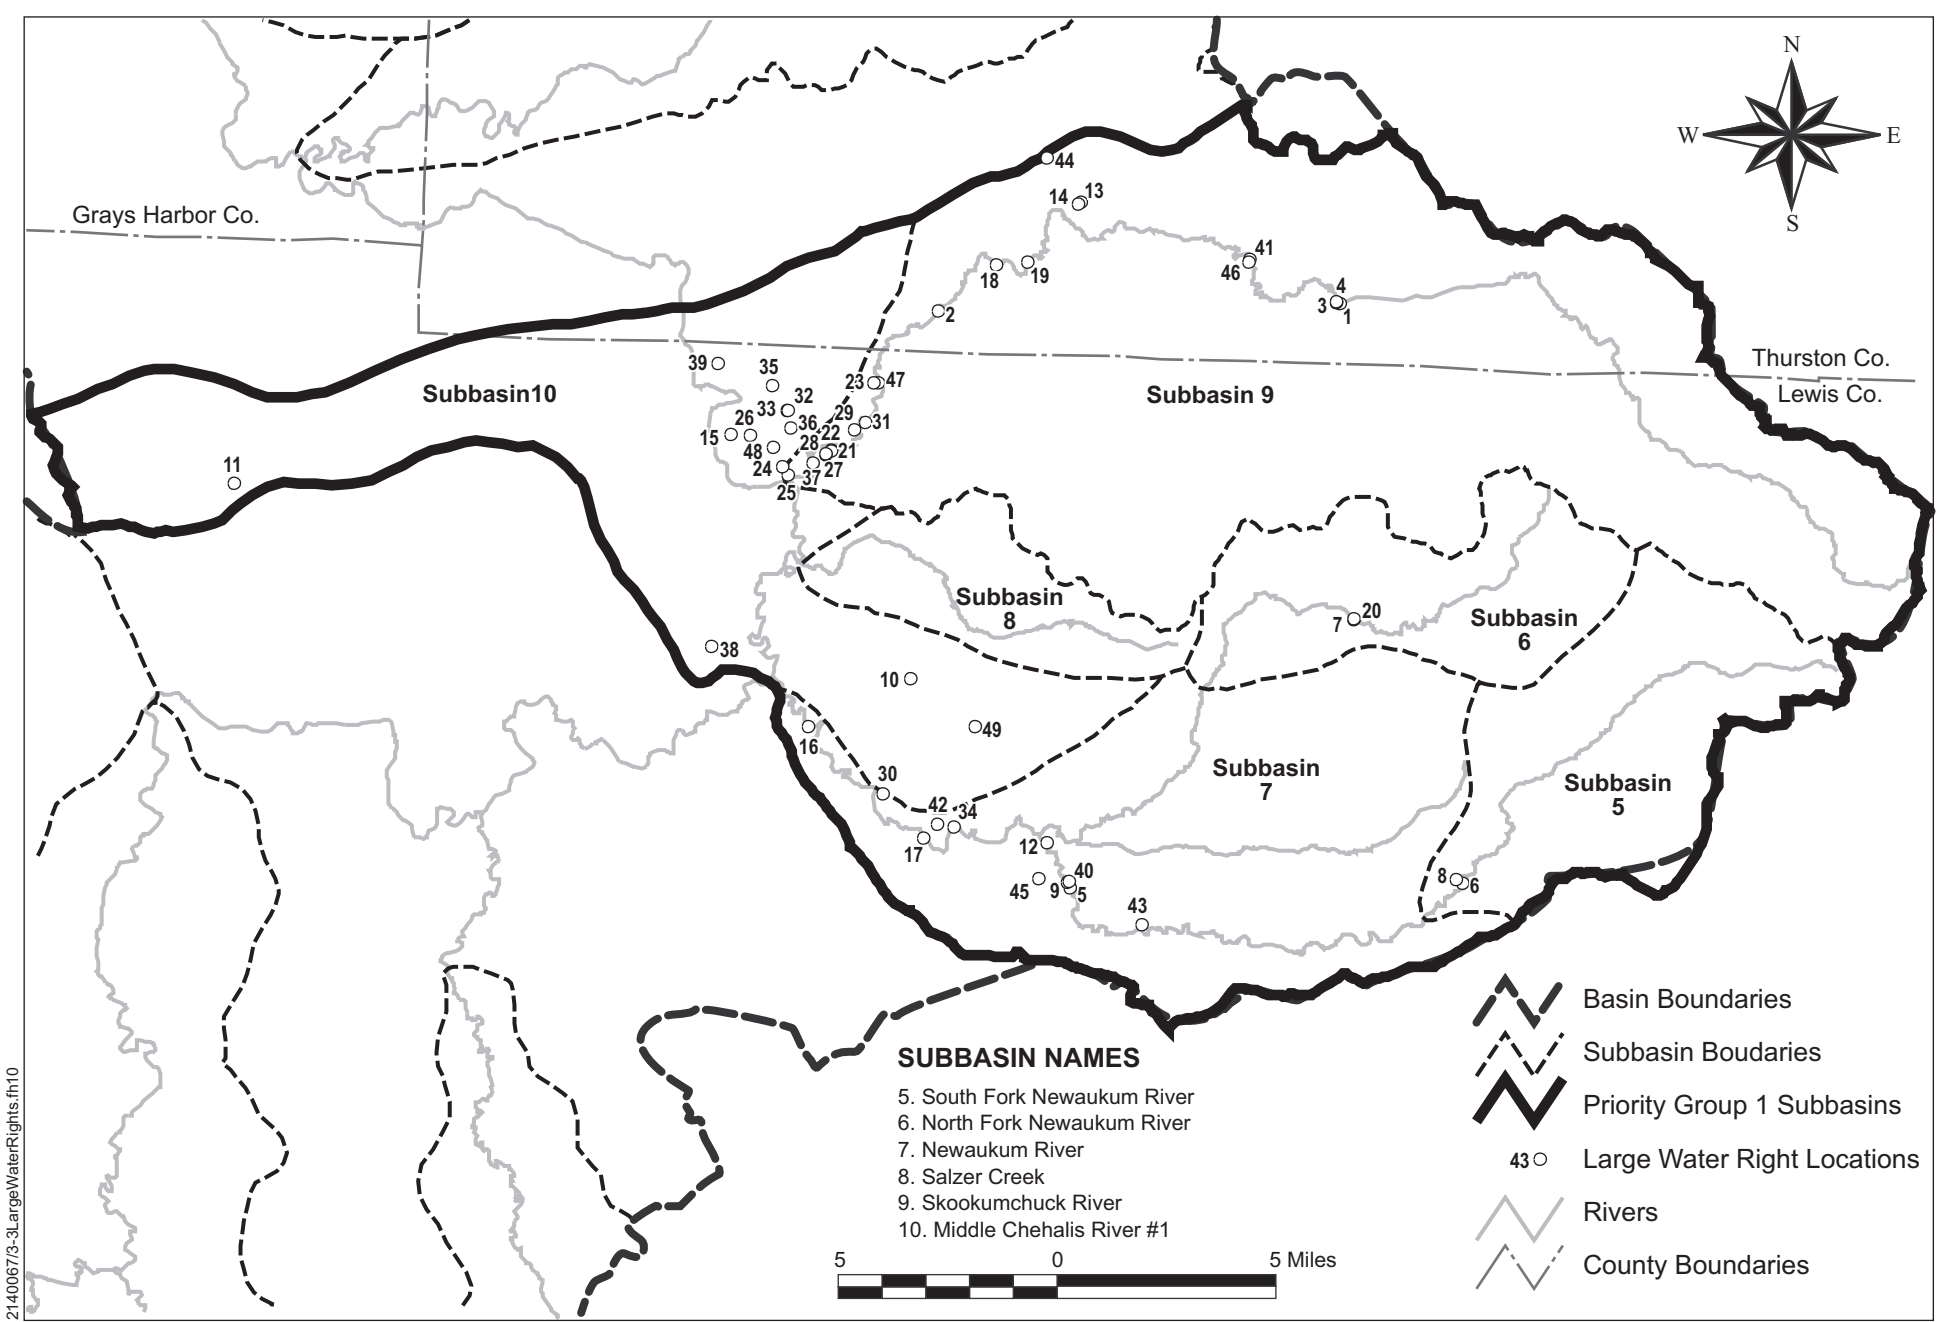 N
W
E
S
Grays Harbor Co.
44
14
13
41
46
18
19
4
3
1
2
39
35
23
47
Thurston Co.
Lewis Co.
Subbasin10
Subbasin 9
32
33
29
31
26
36
22
15
28
21
48
24
37
27
25
11
Subbasin
8
20
7
Subbasin
6
38
10
49
16
30
Subbasin
7
Subbasin
5
42
34
17
12
45
9
40
5
8
6
43
SUBBASIN NAMES
5. South Fork Newaukum River
6. North Fork Newaukum River
7. Newaukum River
8. Salzer Creek
9. Skookumchuck River
10. Middle Chehalis River #1
5
0
5 Miles
Basin Boundaries
Subbasin Boudaries
Priority Group 1 Subbasins
43
Large Water Right Locations
Rivers
County Boundaries
2140067/3-3LargeWaterRights.fh10